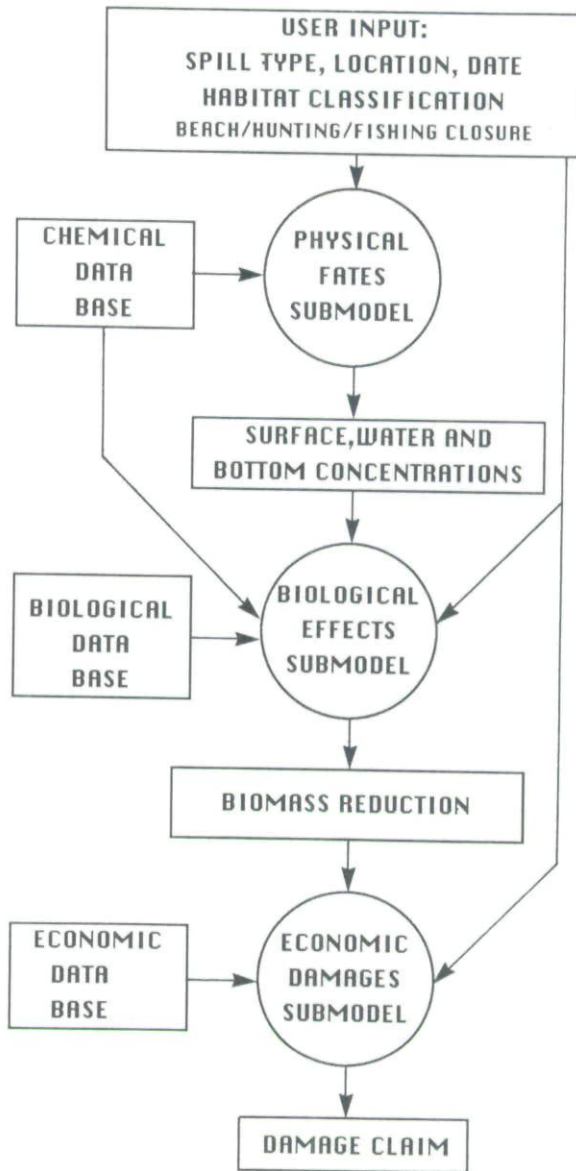 USER INPUT:
SPILL TYPE, LOCATION, DATE
HABITAT CLASSIFICATION
BEACH/HUNTING/FISHING CLOSURE
CHEMICAL
DATA
BASE
PHYSICAL
FATES
SUBMODEL
SURFACE,WATER AND
BOTTOM CONCENTRATIONS
BIOLOGICAL
DATA
BASE
BIOLOGICAL
EFFECTS
SUBMODEL
BIOMASS REDUCTION
ECONOMIC
DATA
BASE
ECONOMIC
DAMAGES
SUBMODEL
DAMAGE CLAIM